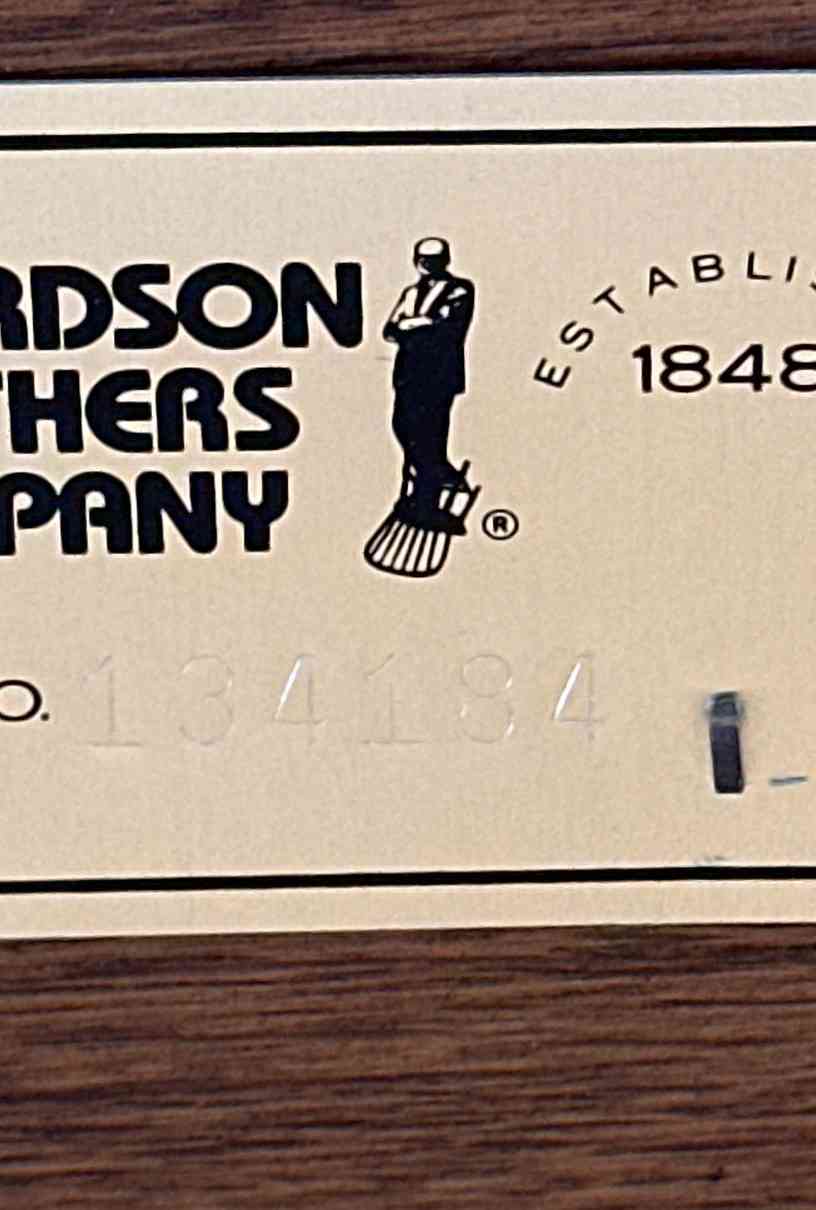 RDSON
THERS
PANY
®
ESTABLIS
1848
O. 134184